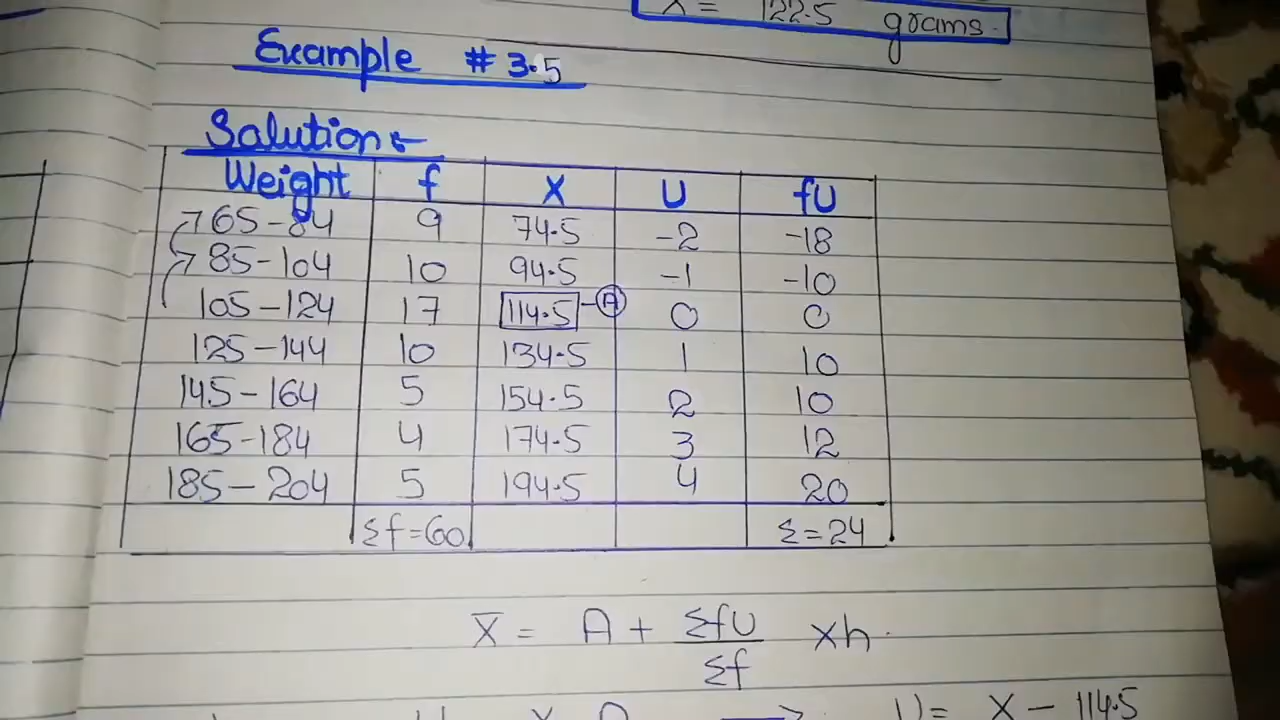 X̄ = 122.5 grams.
Example # 3.5
Solution:-
Weight f X U fU
65-84 9 74.5 -2 -18
85-104 10 94.5 -1 -10
105-124 17 114.5 - A 0 0
125-144 10 134.5 1 10
145-164 5 154.5 2 10
165-184 4 174.5 3 12
185-204 5 194.5 4 20
Σf=60 Σ=24
X̄ = A + ΣfU/Σf xh.
U= X - 114.5